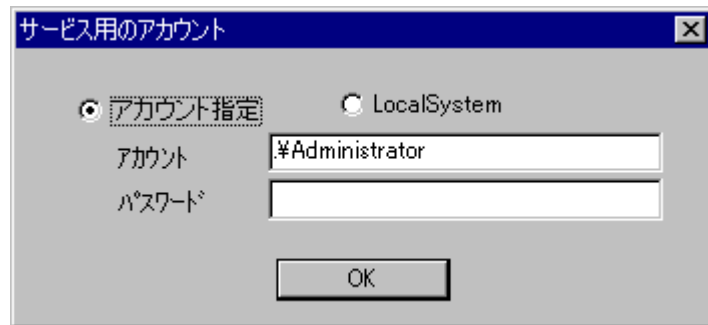 サービス用のアカウント
アカウント指定 LocalSystem
アカウント .¥Administrator
ﾊﾟｽﾜｰﾄﾞ
OK